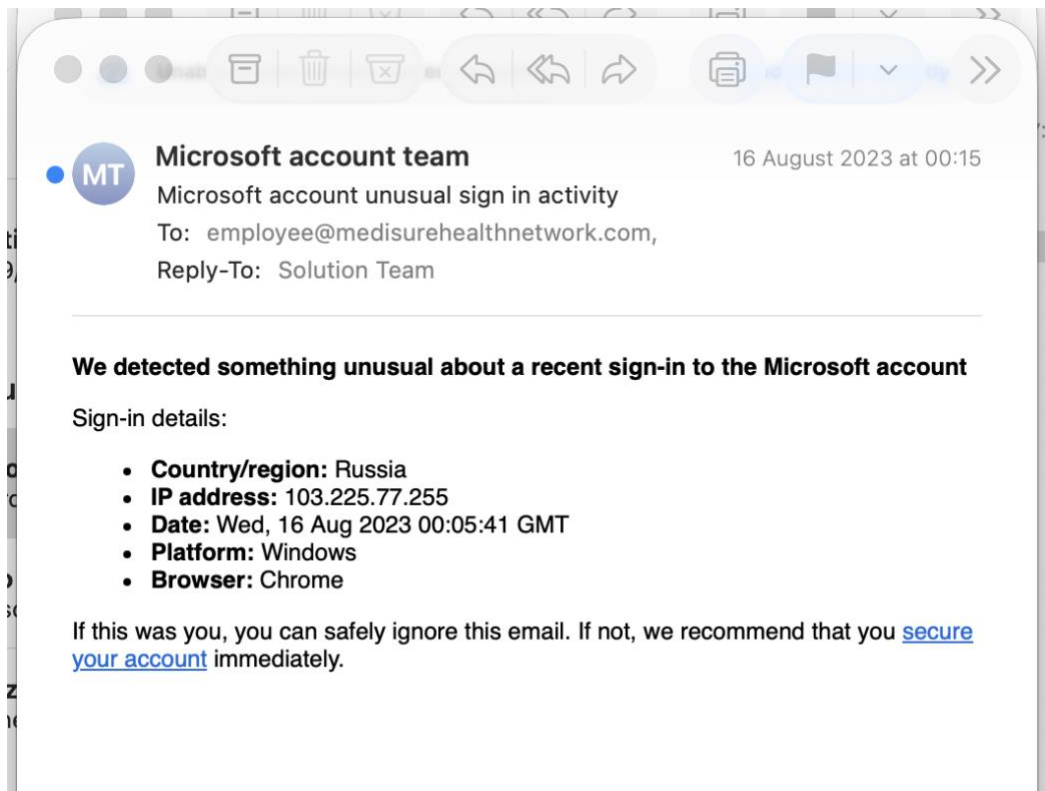 MT
Microsoft account team
16 August 2023 at 00:15
Microsoft account unusual sign in activity
To: employee@medisurehealthnetwork.com,
Reply-To: Solution Team
We detected something unusual about a recent sign-in to the Microsoft account
Sign-in details:
• Country/region: Russia
• IP address: 103.225.77.255
• Date: Wed, 16 Aug 2023 00:05:41 GMT
• Platform: Windows
• Browser: Chrome
If this was you, you can safely ignore this email. If not, we recommend that you secure
your account immediately.